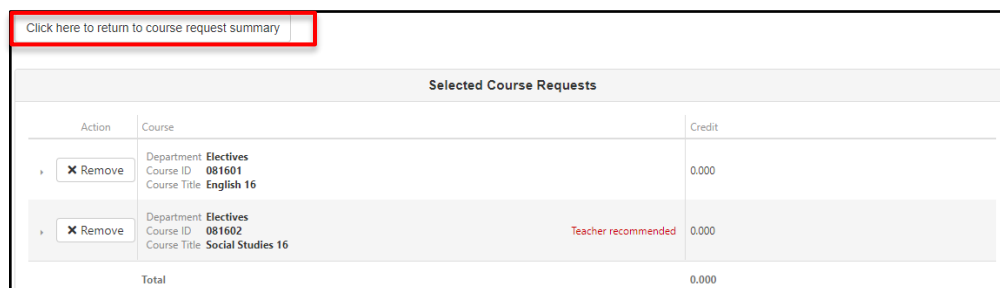 Click here to return to course request summary
Selected Course Requests
Action Course Credit
Department Electives
✕ Remove Course ID 081601 0.000
Course Title English 16
Department Electives
✕ Remove Course ID 081602 Teacher recommended 0.000
Course Title Social Studies 16
Total 0.000